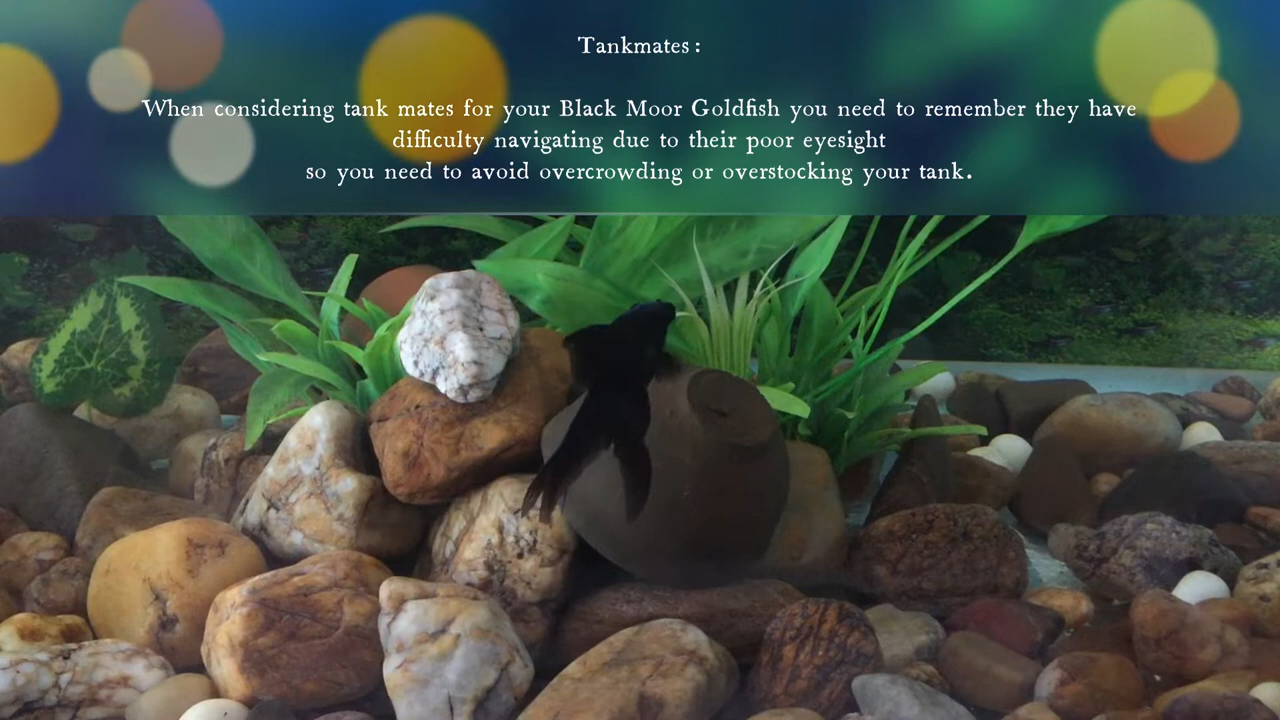 Tankmates:
When considering tank mates for your Black Moor Goldfish you need to remember they have
difficulty navigating due to their poor eyesight
so you need to avoid overcrowding or overstocking your tank.